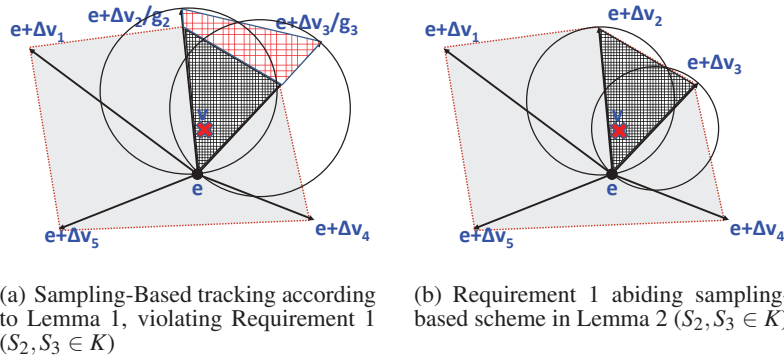 e+Δv₂/g₂
e+Δv₃/g₃
e+Δv₁
v
e
e+Δv₅
e+Δv₄
e+Δv₂
e+Δv₁
e+Δv₃
v
e
e+Δv₅
e+Δv₄
(a) Sampling-Based tracking according
to Lemma 1, violating Requirement 1
(S₂, S₃ ∈ K)
(b) Requirement 1 abiding sampling-
based scheme in Lemma 2 (S₂, S₃ ∈ K)